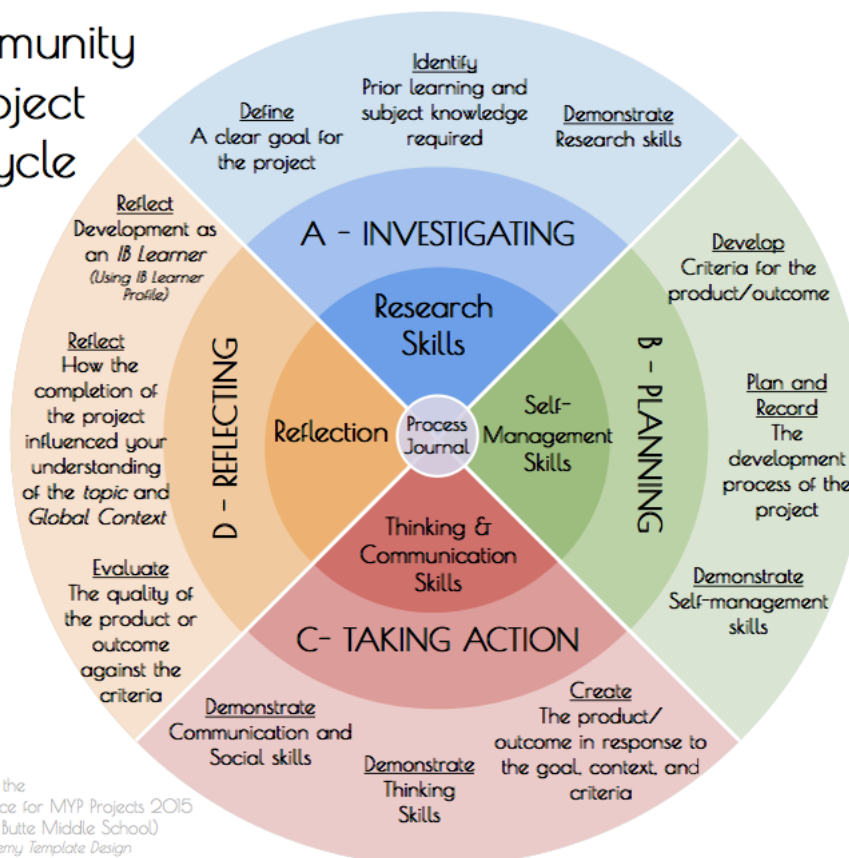 mmunity
oject
ycle
Define
A clear goal for
the project
Identify
Prior learning and
subject knowledge
required
Demonstrate
Research skills
A - INVESTIGATING
Research
Skills
Develop
Criteria for the
product/outcome
Plan and
Record
The
development
process of the
project
Demonstrate
Self-management
skills
B - PLANNING
Self-
Management
Skills
Process
Journal
Thinking &
Communication
Skills
C- TAKING ACTION
Create
The product/
outcome in response to
the goal, context, and
criteria
Demonstrate
Thinking
Skills
Demonstrate
Communication and
Social skills
Reflection
D - REFLECTING
Reflect
Development as
an IB Learner
(Using IB Learner
Profile)
Reflect
How the
completion of
the project
influenced your
understanding
of the topic and
Global Context
Evaluate
The quality of
the product or
outcome
against the
criteria
the
ce for MYP Projects 2015
Butte Middle School)
emy Template Design